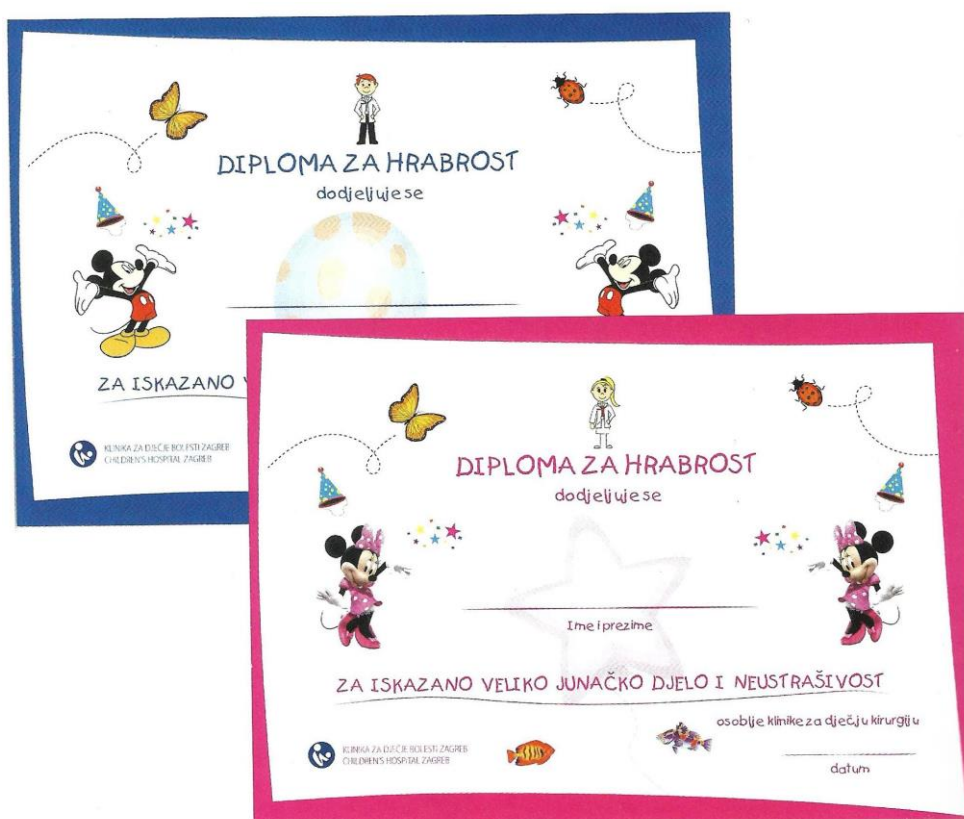 DIPLOMA ZA HRABROST
dodjeljuje se
ZA ISKAZANO
KLINIKA ZA DJEČJE BOLESTI ZAGREB
CHILDREN'S HOSPITAL ZAGREB
DIPLOMA ZA HRABROST
dodjeljuje se
Ime i prezime
ZA ISKAZANO VELIKO JUNAČKO DJELO I NEUSTRAŠIVOST
osoblje klinike za dječju kirurgiju
KLINIKA ZA DJEČJE BOLESTI ZAGREB
CHILDREN'S HOSPITAL ZAGREB
datum